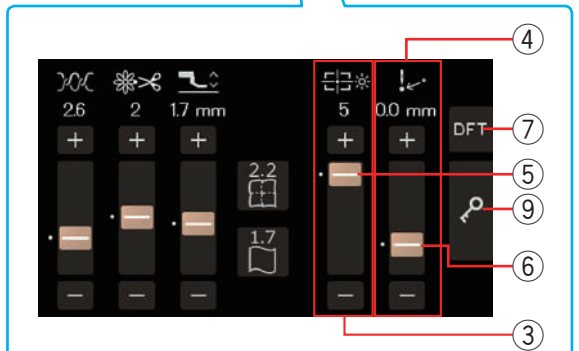 ④
2.6 2 1.7 mm 5 0.0 mm
+ + + + +
DFT ⑦
2.2
⑤
⑨
1.7
⑥
− − − − −
③